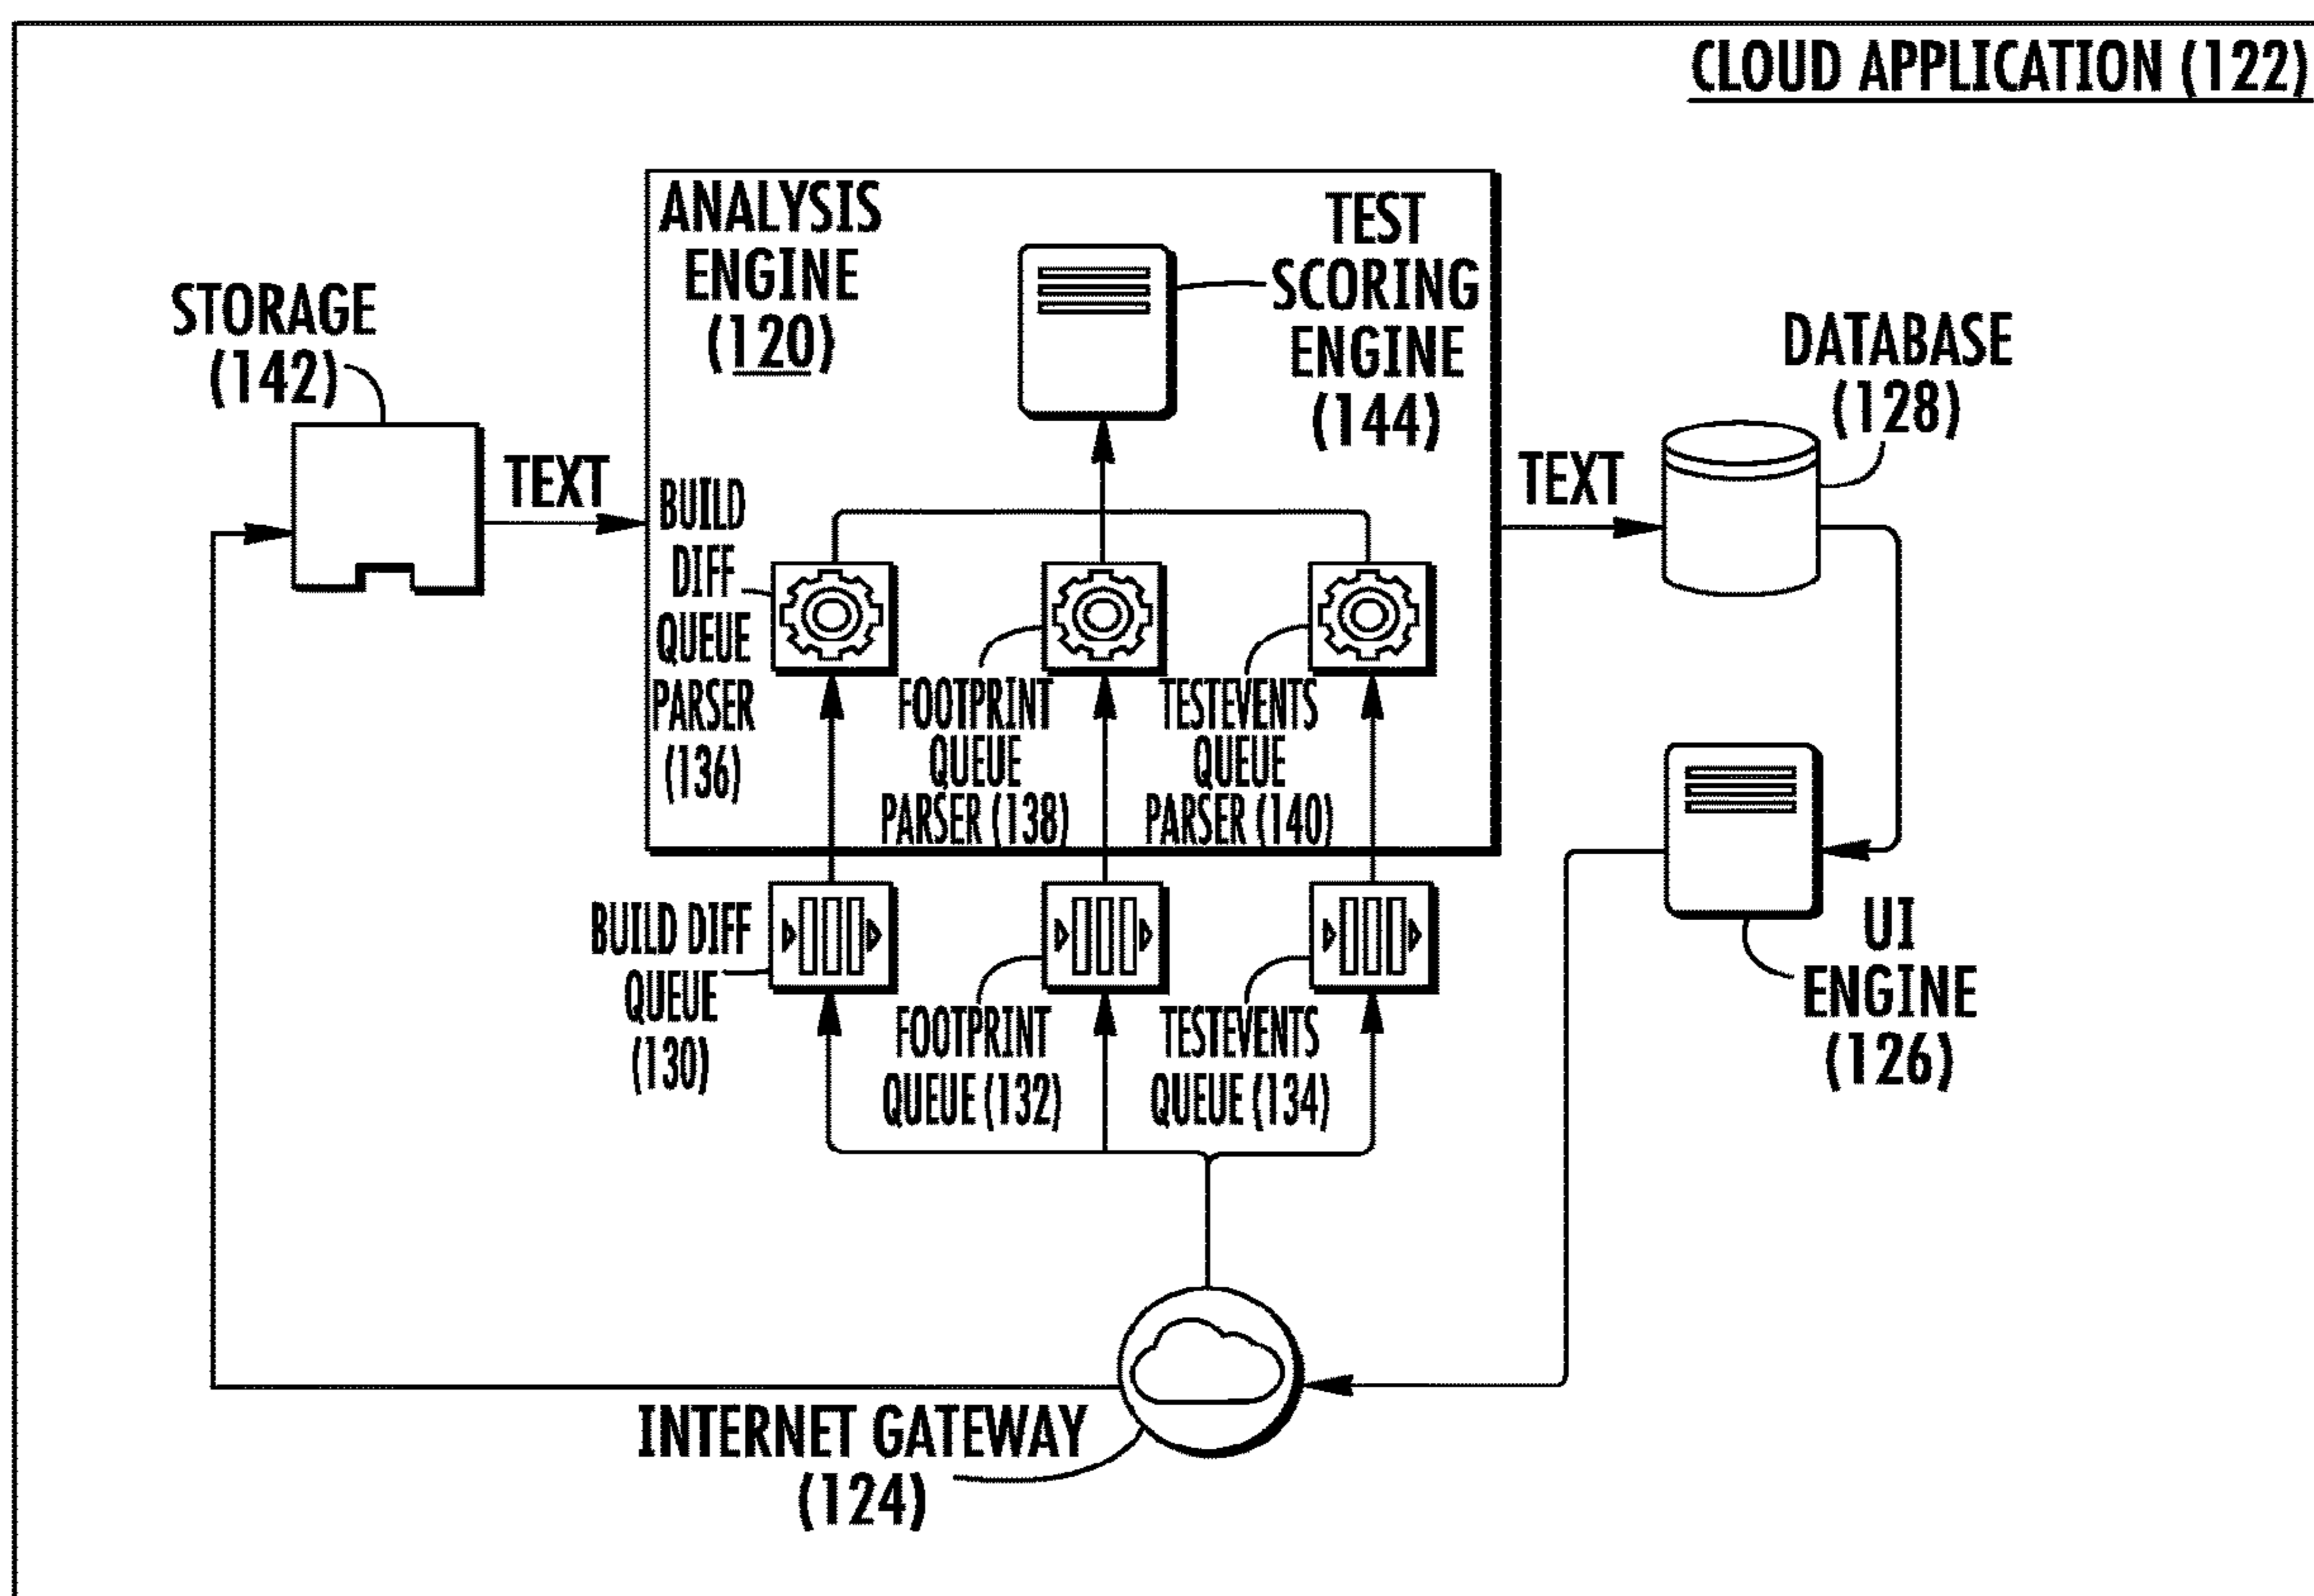 CLOUD APPLICATION (122)
ANALYSIS
ENGINE
(120)
TEST
SCORING
ENGINE
(144)
STORAGE
(142)
DATABASE
(128)
TEXT
TEXT
BUILD
DIFF
QUEUE
PARSER
(136)
FOOTPRINT
QUEUE
PARSER (138)
TESTEVENTS
QUEUE
PARSER (140)
BUILD DIFF
QUEUE
(130)
FOOTPRINT
QUEUE (132)
TESTEVENTS
QUEUE (134)
UI
ENGINE
(126)
INTERNET GATEWAY
(124)